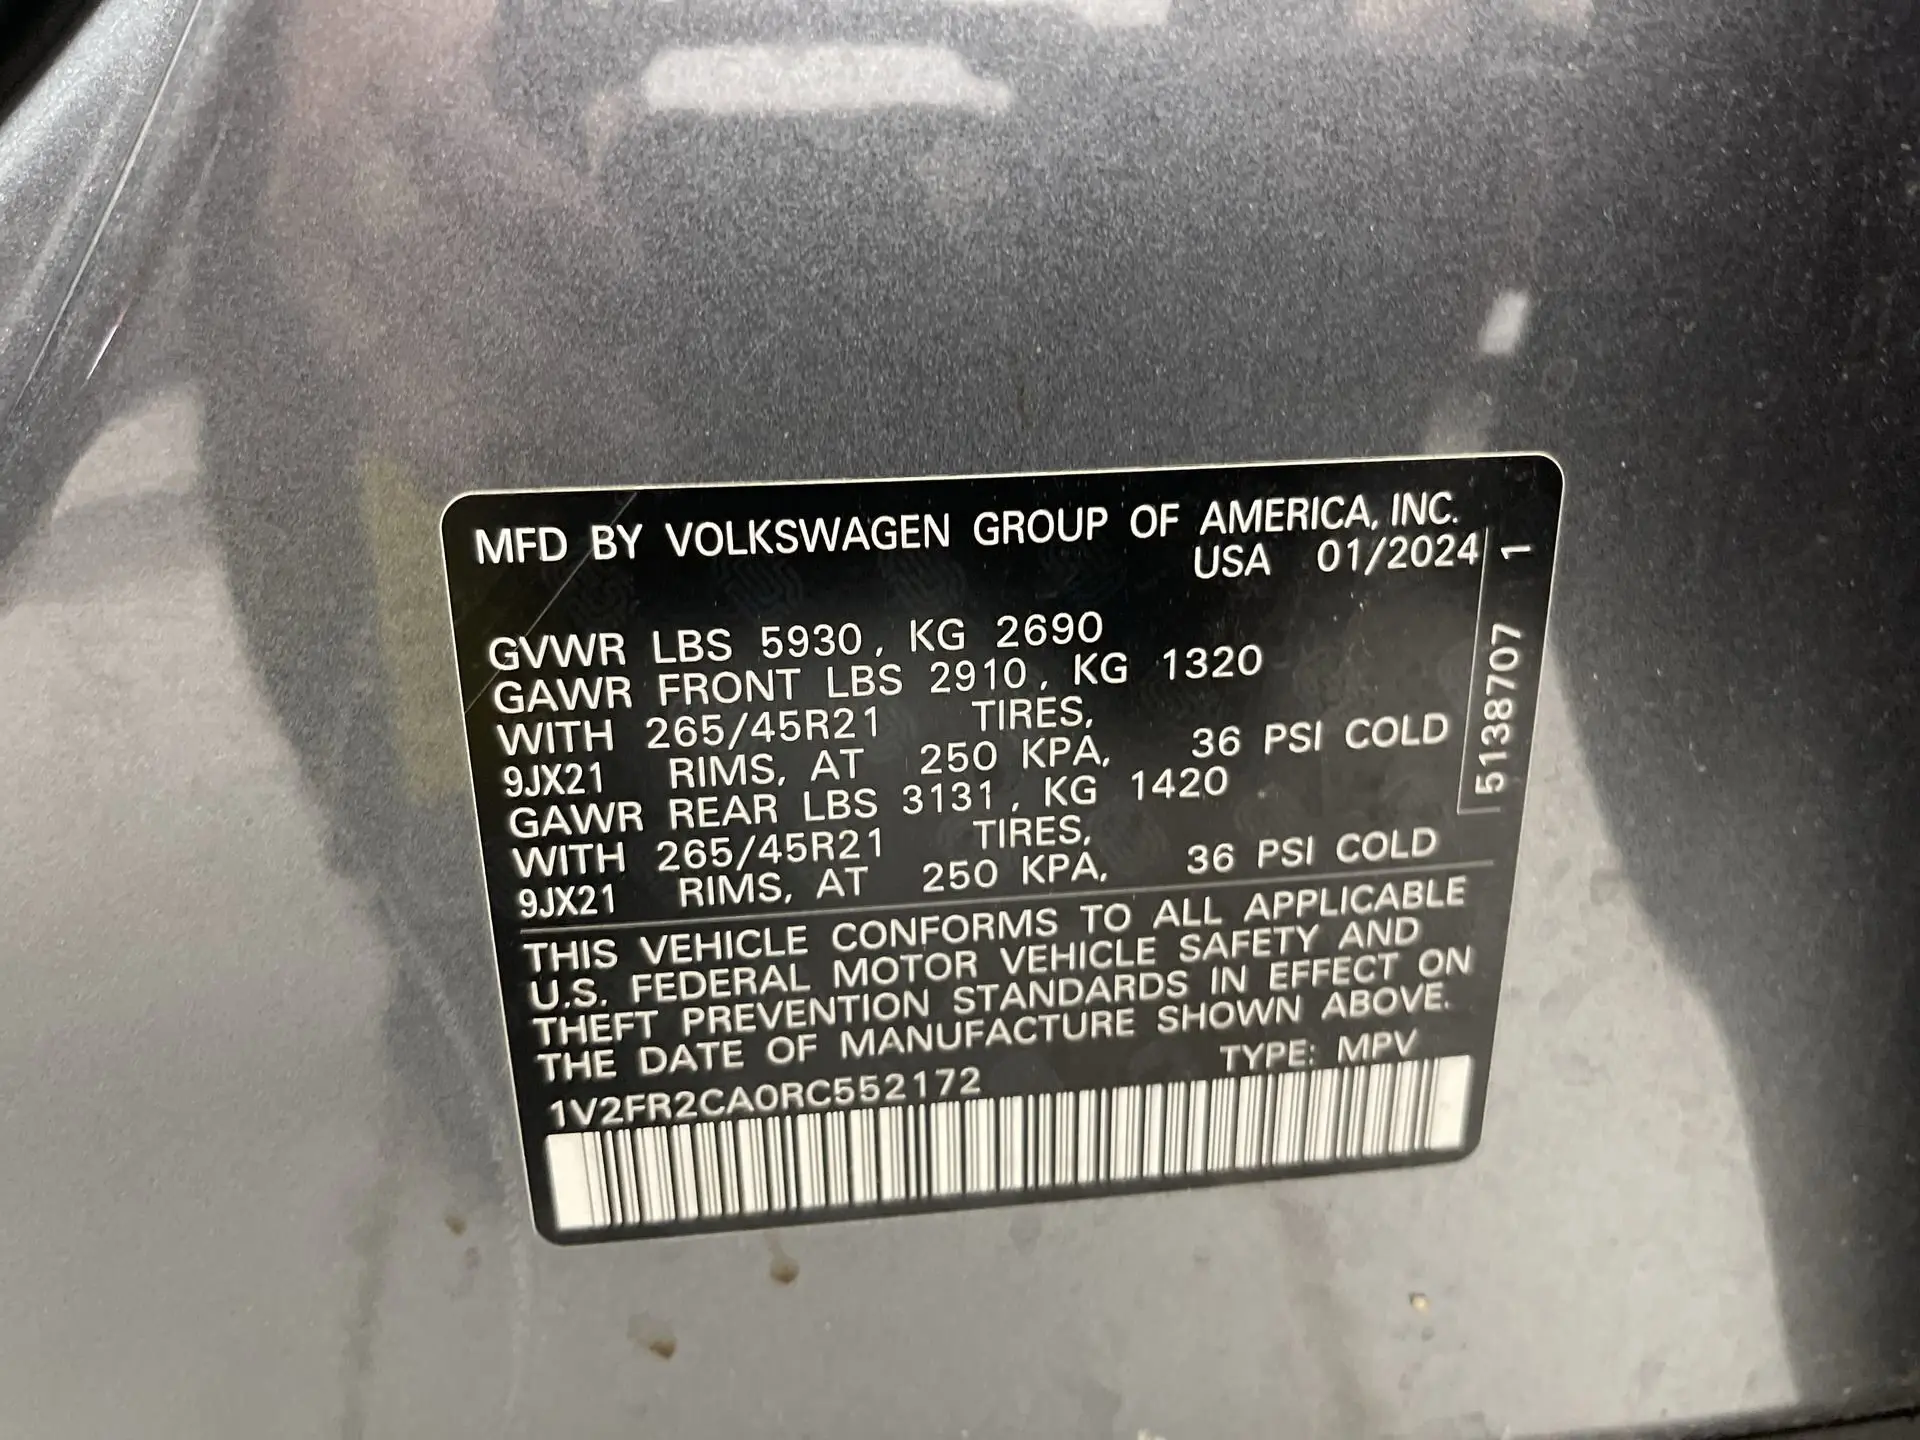 MFD BY VOLKSWAGEN GROUP OF AMERICA, INC.
USA 01/2024
GVWR LBS 5930, KG 2690
GAWR FRONT LBS 2910, KG 1320
WITH 265/45R21 TIRES,
9JX21 RIMS, AT 250 KPA, 36 PSI COLD
GAWR REAR LBS 3131, KG 1420
WITH 265/45R21 TIRES,
9JX21 RIMS, AT 250 KPA, 36 PSI COLD
THIS VEHICLE CONFORMS TO ALL APPLICABLE
U.S. FEDERAL MOTOR VEHICLE SAFETY AND
THEFT PREVENTION STANDARDS IN EFFECT ON
THE DATE OF MANUFACTURE SHOWN ABOVE.
1V2FR2CA0RC552172 TYPE: MPV
5138707 1